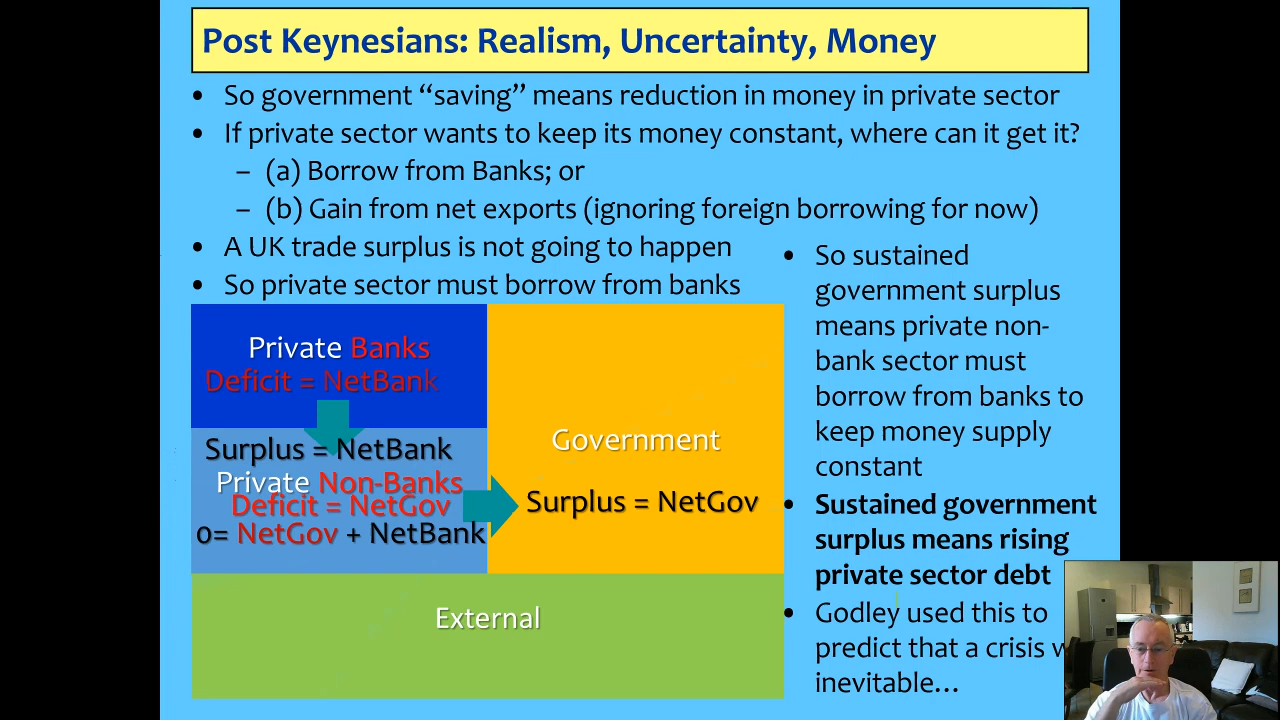 Post Keynesians: Realism, Uncertainty, Money
• So government “saving” means reduction in money in private sector
• If private sector wants to keep its money constant, where can it get it?
– (a) Borrow from Banks; or
– (b) Gain from net exports (ignoring foreign borrowing for now)
• A UK trade surplus is not going to happen
• So private sector must borrow from banks
Private Banks
Deficit = NetBank
Surplus = NetBank
Private Non-Banks
Deficit = NetGov
0= NetGov + NetBank
Government
Surplus = NetGov
External
• So sustained
government surplus
means private non-
bank sector must
borrow from banks to
keep money supply
constant
• Sustained government
surplus means rising
private sector debt
• Godley used this to
predict that a crisis
inevitable…